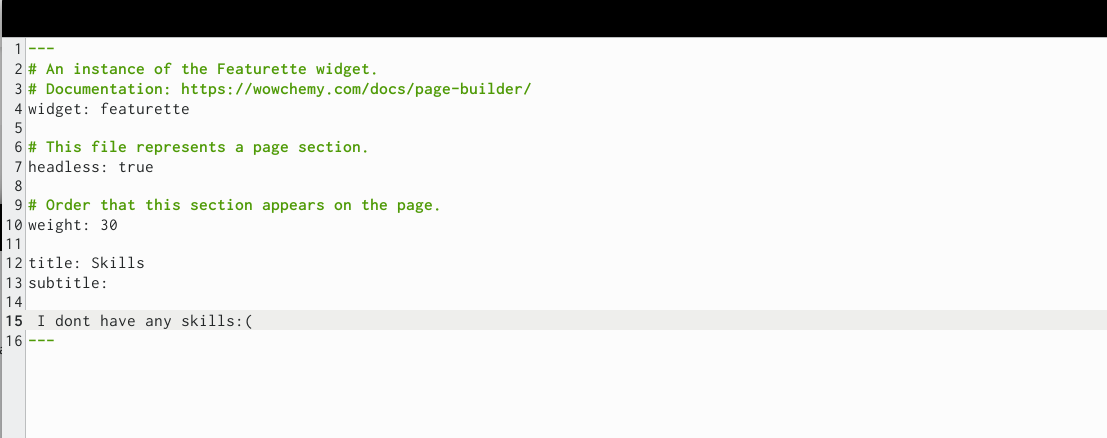 1 ---
2 # An instance of the Featurette widget.
3 # Documentation: https://wowchemy.com/docs/page-builder/
4 widget: featurette
5
6 # This file represents a page section.
7 headless: true
8
9 # Order that this section appears on the page.
10 weight: 30
11
12 title: Skills
13 subtitle:
14
15 I dont have any skills:(
16 ---